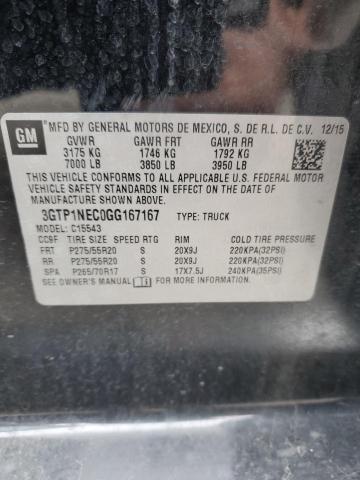 GM
MFD BY GENERAL MOTORS DE MEXICO, S. DE R.L. DE C.V. 12/15
GVWR GAWR FRT GAWR RR
3175 KG 1746 KG 1792 KG
7000 LB 3850 LB 3950 LB
THIS VEHICLE CONFORMS TO ALL APPLICABLE U.S. FEDERAL MOTOR
VEHICLE SAFETY AND THEFT PREVENTION STANDARDS IN EFFECT
ON THE DATE OF MANUFACTURE SHOWN ABOVE.
3GTP1NEC0GG167167 TYPE: TRUCK
MODEL: C15543
CC9F TIRE SIZE SPEED RTG RIM COLD TIRE PRESSURE
FRT P275/55R20 S 20X9J 220KPA(32PSI)
RR P275/55R20 S 20X9J 220KPA(32PSI)
SPA P265/70R17 S 17X7.5J 240KPA(35PSI)
SEE OWNER'S MANUAL FOR MORE INFORMATION.